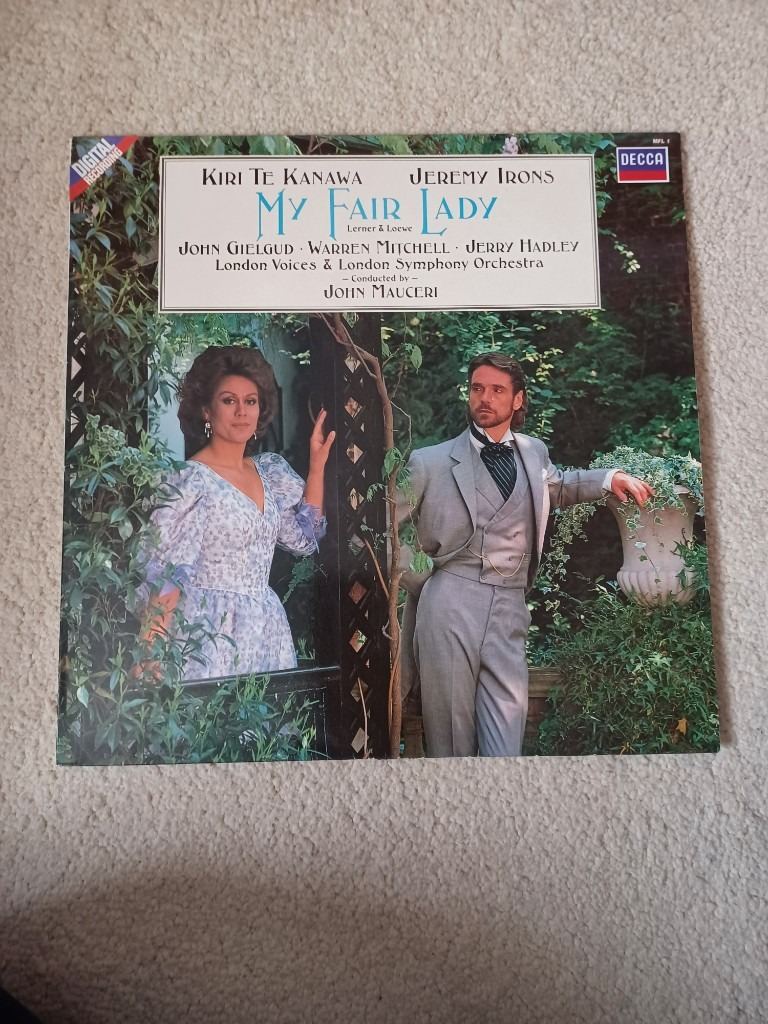 DIGITAL
RECORDING
MFL 1
DECCA
Kiri Te Kanawa Jeremy Irons
My Fair Lady
Lerner & Loewe
John Gielgud · Warren Mitchell · Jerry Hadley
London Voices & London Symphony Orchestra
– Conducted by –
John Mauceri